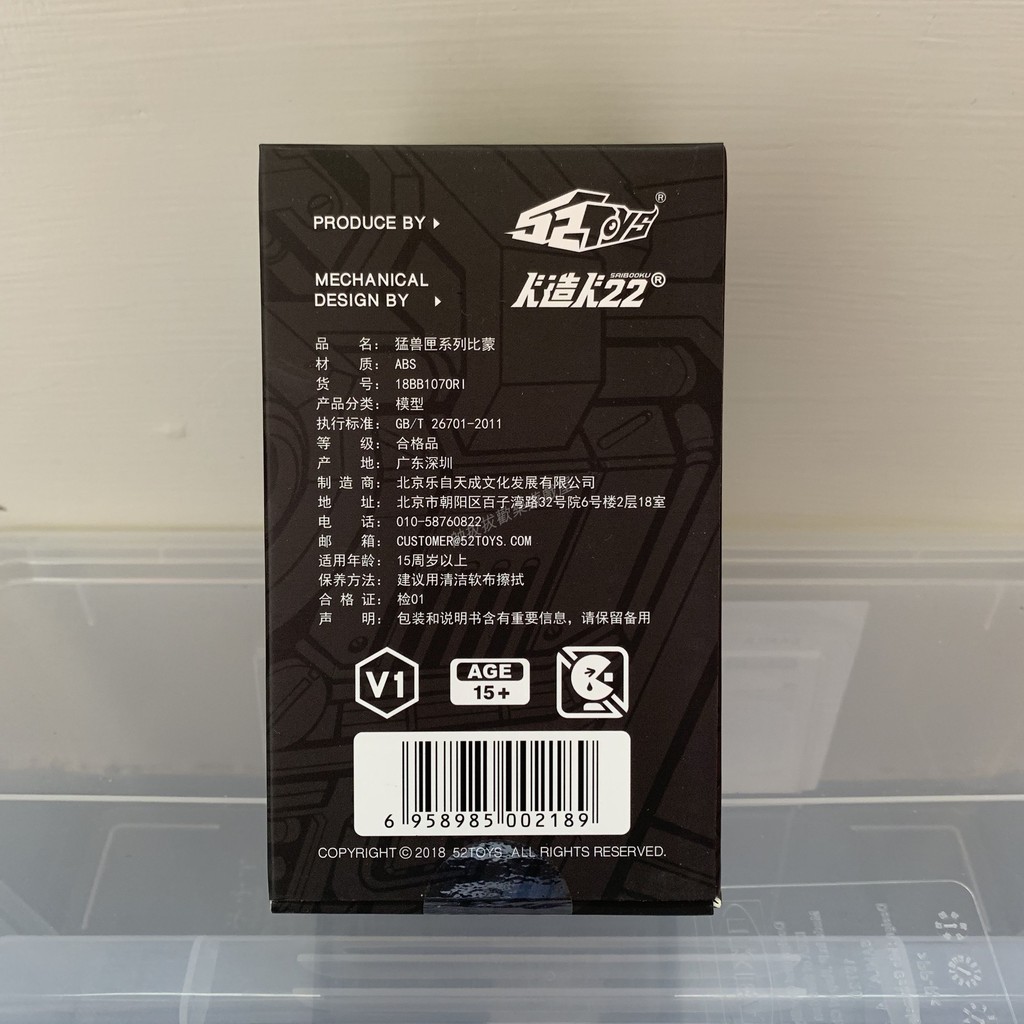 PRODUCE BY
52TOYS®
MECHANICAL
DESIGN BY
SAIBOOKU
人造人22®
品 名： 猛兽匣系列比蒙
材 质： ABS
货 号： 18BB1070RI
产品分类： 模型
执行标准： GB/T 26701-2011
等 级： 合格品
产 地： 广东深圳
制 造 商： 北京乐自天成文化发展有限公司
地 址： 北京市朝阳区百子湾路32号院6号楼2层18室
电 话： 010-58760822
邮 箱： CUSTOMER@52TOYS.COM
适用年龄： 15周岁以上
保养方法： 建议用清洁软布擦拭
合 格 证： 检01
声 明： 包装和说明书含有重要信息，请保留备用
V1
AGE
15+
6 958985 002189
COPYRIGHT © 2018 52TOYS ALL RIGHTS RESERVED.